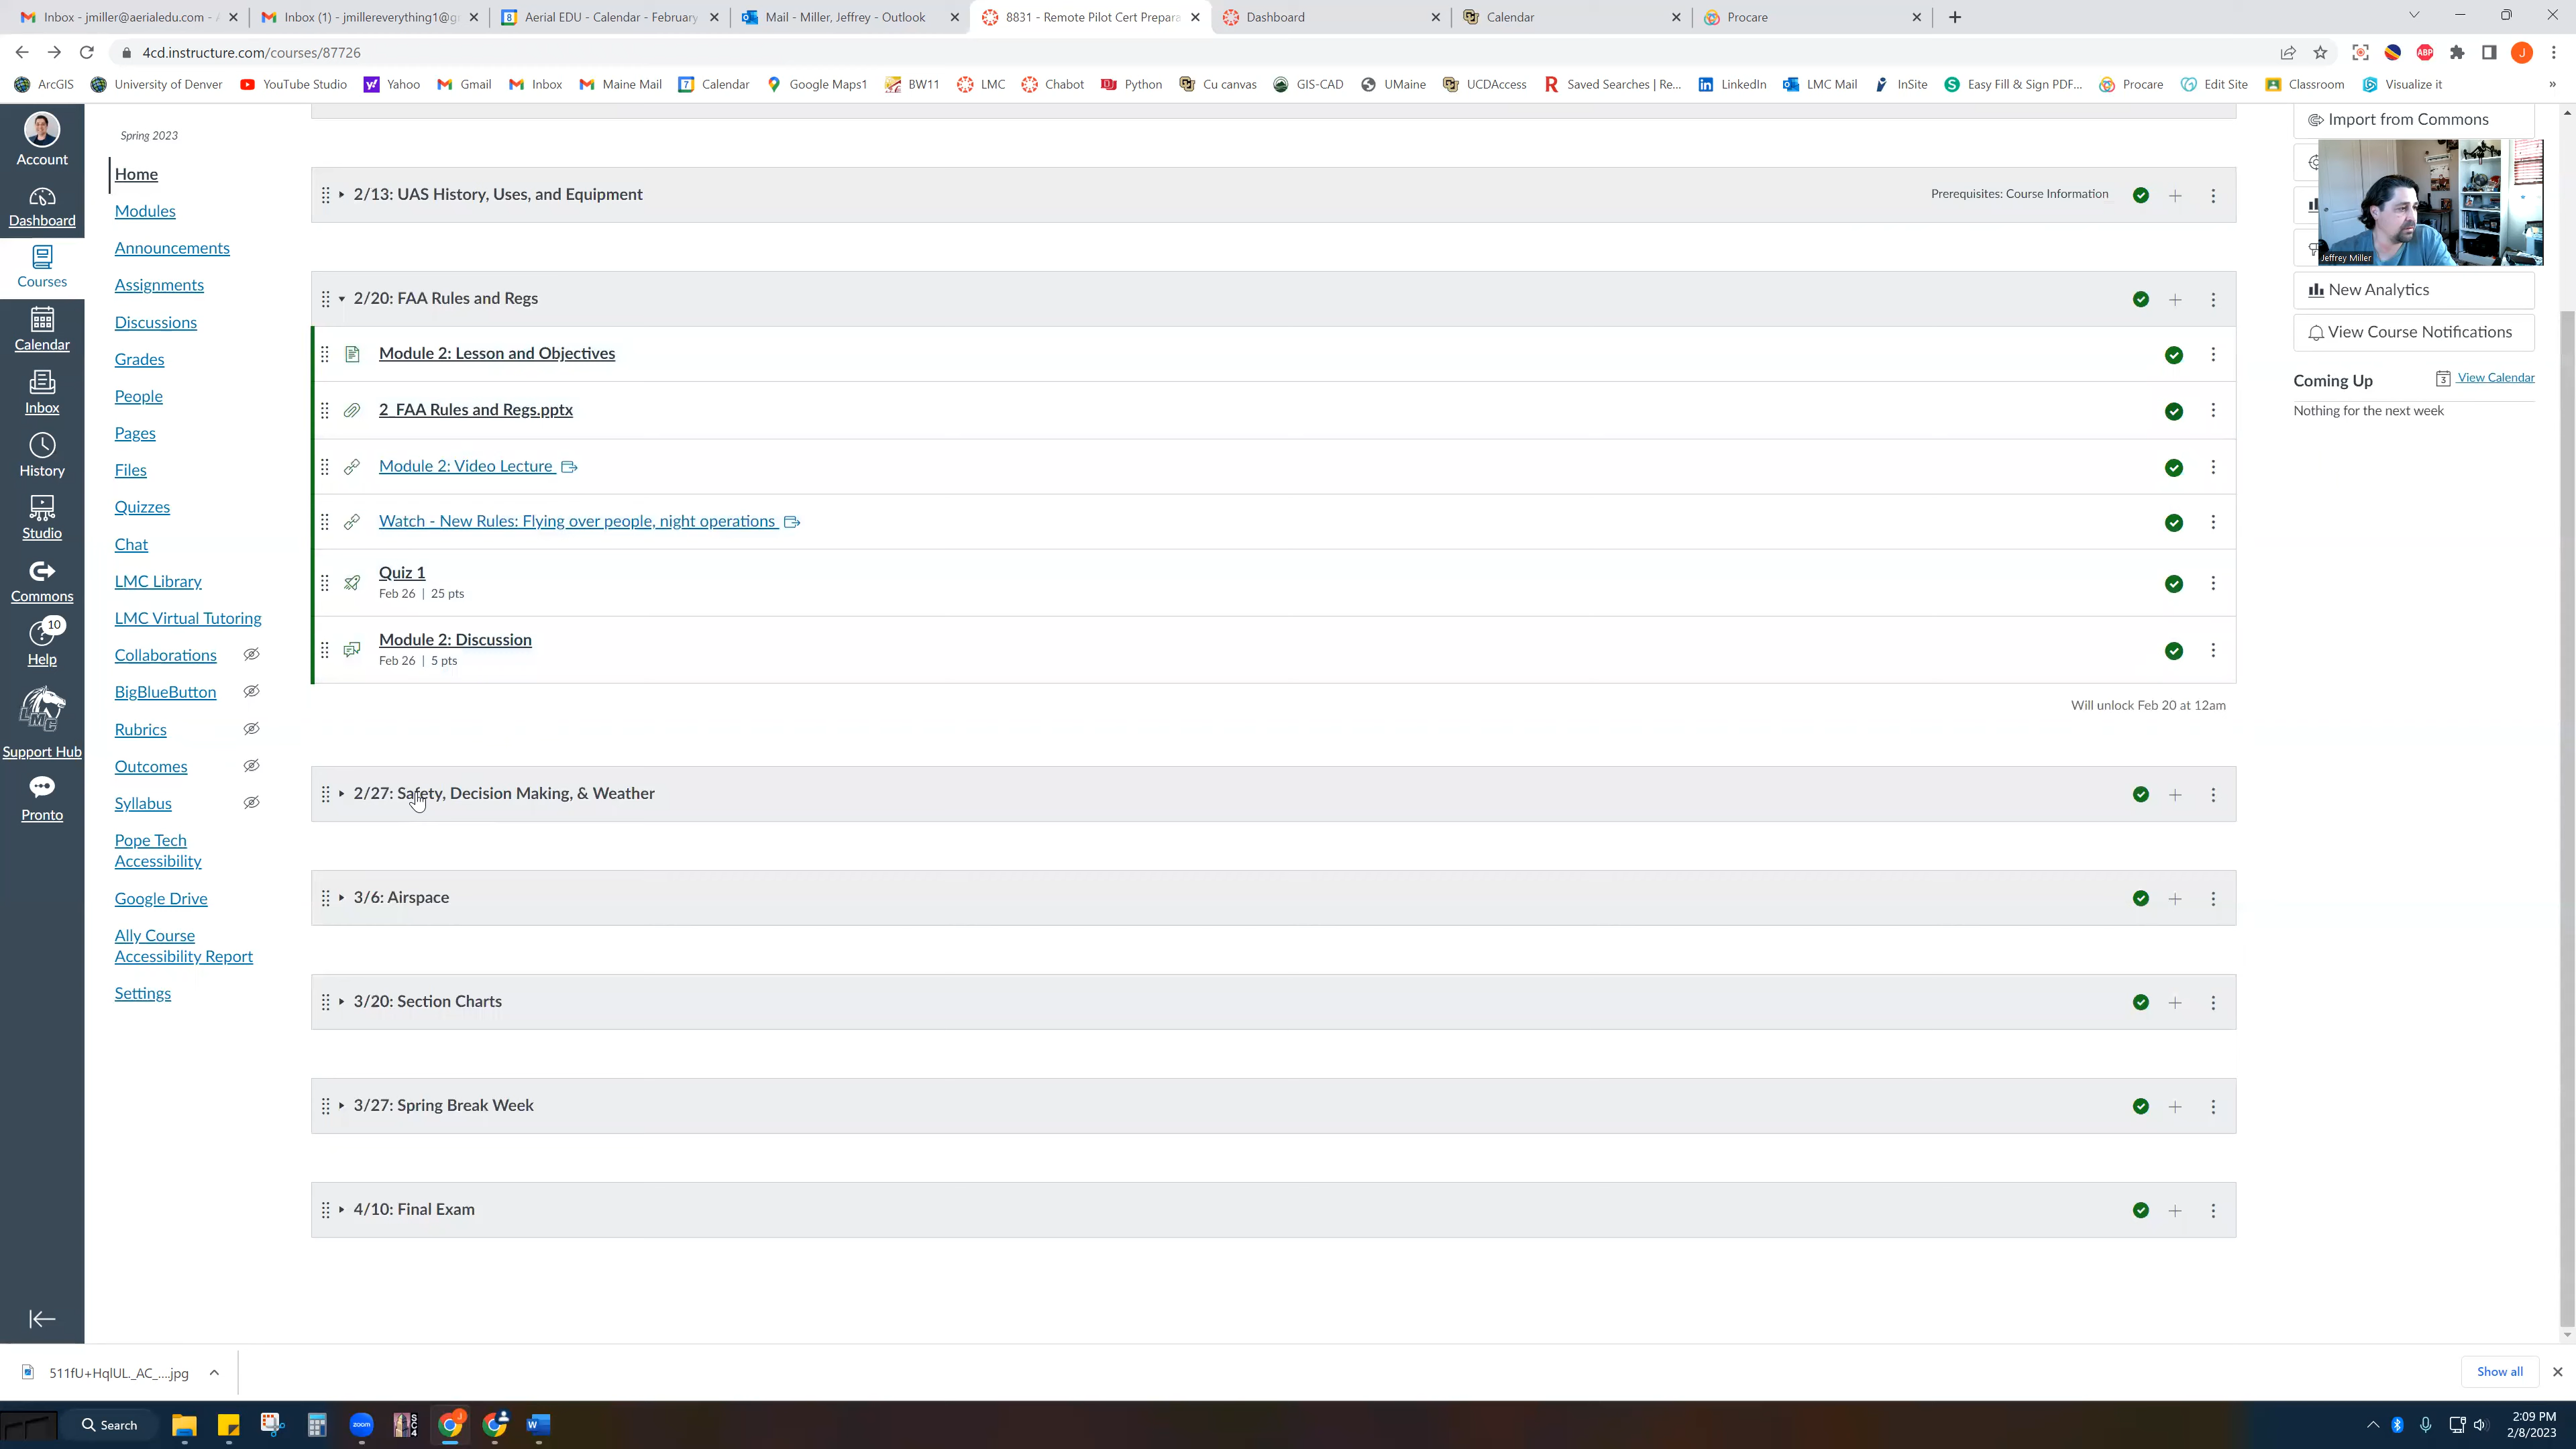 Inbox - jmiller@aerialedu.com - A
Inbox (1) - jmillereverything1@g
Aerial EDU - Calendar - February
Mail - Miller, Jeffrey - Outlook
8831 - Remote Pilot Cert Prepara
Dashboard
Calendar
Procare
4cd.instructure.com/courses/87726
ArcGIS
University of Denver
YouTube Studio
Yahoo
Gmail
Inbox
Maine Mail
Calendar
Google Maps1
BW11
LMC
Chabot
Python
Cu canvas
GIS-CAD
UMaine
UCDAccess
Saved Searches | Re...
LinkedIn
LMC Mail
InSite
Easy Fill & Sign PDF...
Procare
Edit Site
Classroom
Visualize it
»
Account
Dashboard
Courses
Calendar
Inbox
History
Studio
Commons
10
Help
LMC
Support Hub
Pronto
Spring 2023
Home
Modules
Announcements
Assignments
Discussions
Grades
People
Pages
Files
Quizzes
Chat
LMC Library
LMC Virtual Tutoring
Collaborations
BigBlueButton
Rubrics
Outcomes
Syllabus
Pope Tech
Accessibility
Google Drive
Ally Course
Accessibility Report
Settings
2/13: UAS History, Uses, and Equipment
Prerequisites: Course Information
2/20: FAA Rules and Regs
Module 2: Lesson and Objectives
2_FAA Rules and Regs.pptx
Module 2: Video Lecture
Watch - New Rules: Flying over people, night operations
Quiz 1
Feb 26 | 25 pts
Module 2: Discussion
Feb 26 | 5 pts
Will unlock Feb 20 at 12am
2/27: Safety, Decision Making, & Weather
3/6: Airspace
3/20: Section Charts
3/27: Spring Break Week
4/10: Final Exam
Import from Commons
Jeffrey Miller
New Analytics
View Course Notifications
Coming Up
3
View Calendar
Nothing for the next week
511fU+HqlUL._AC_....jpg
Show all
Search
zoom
2:09 PM
2/8/2023